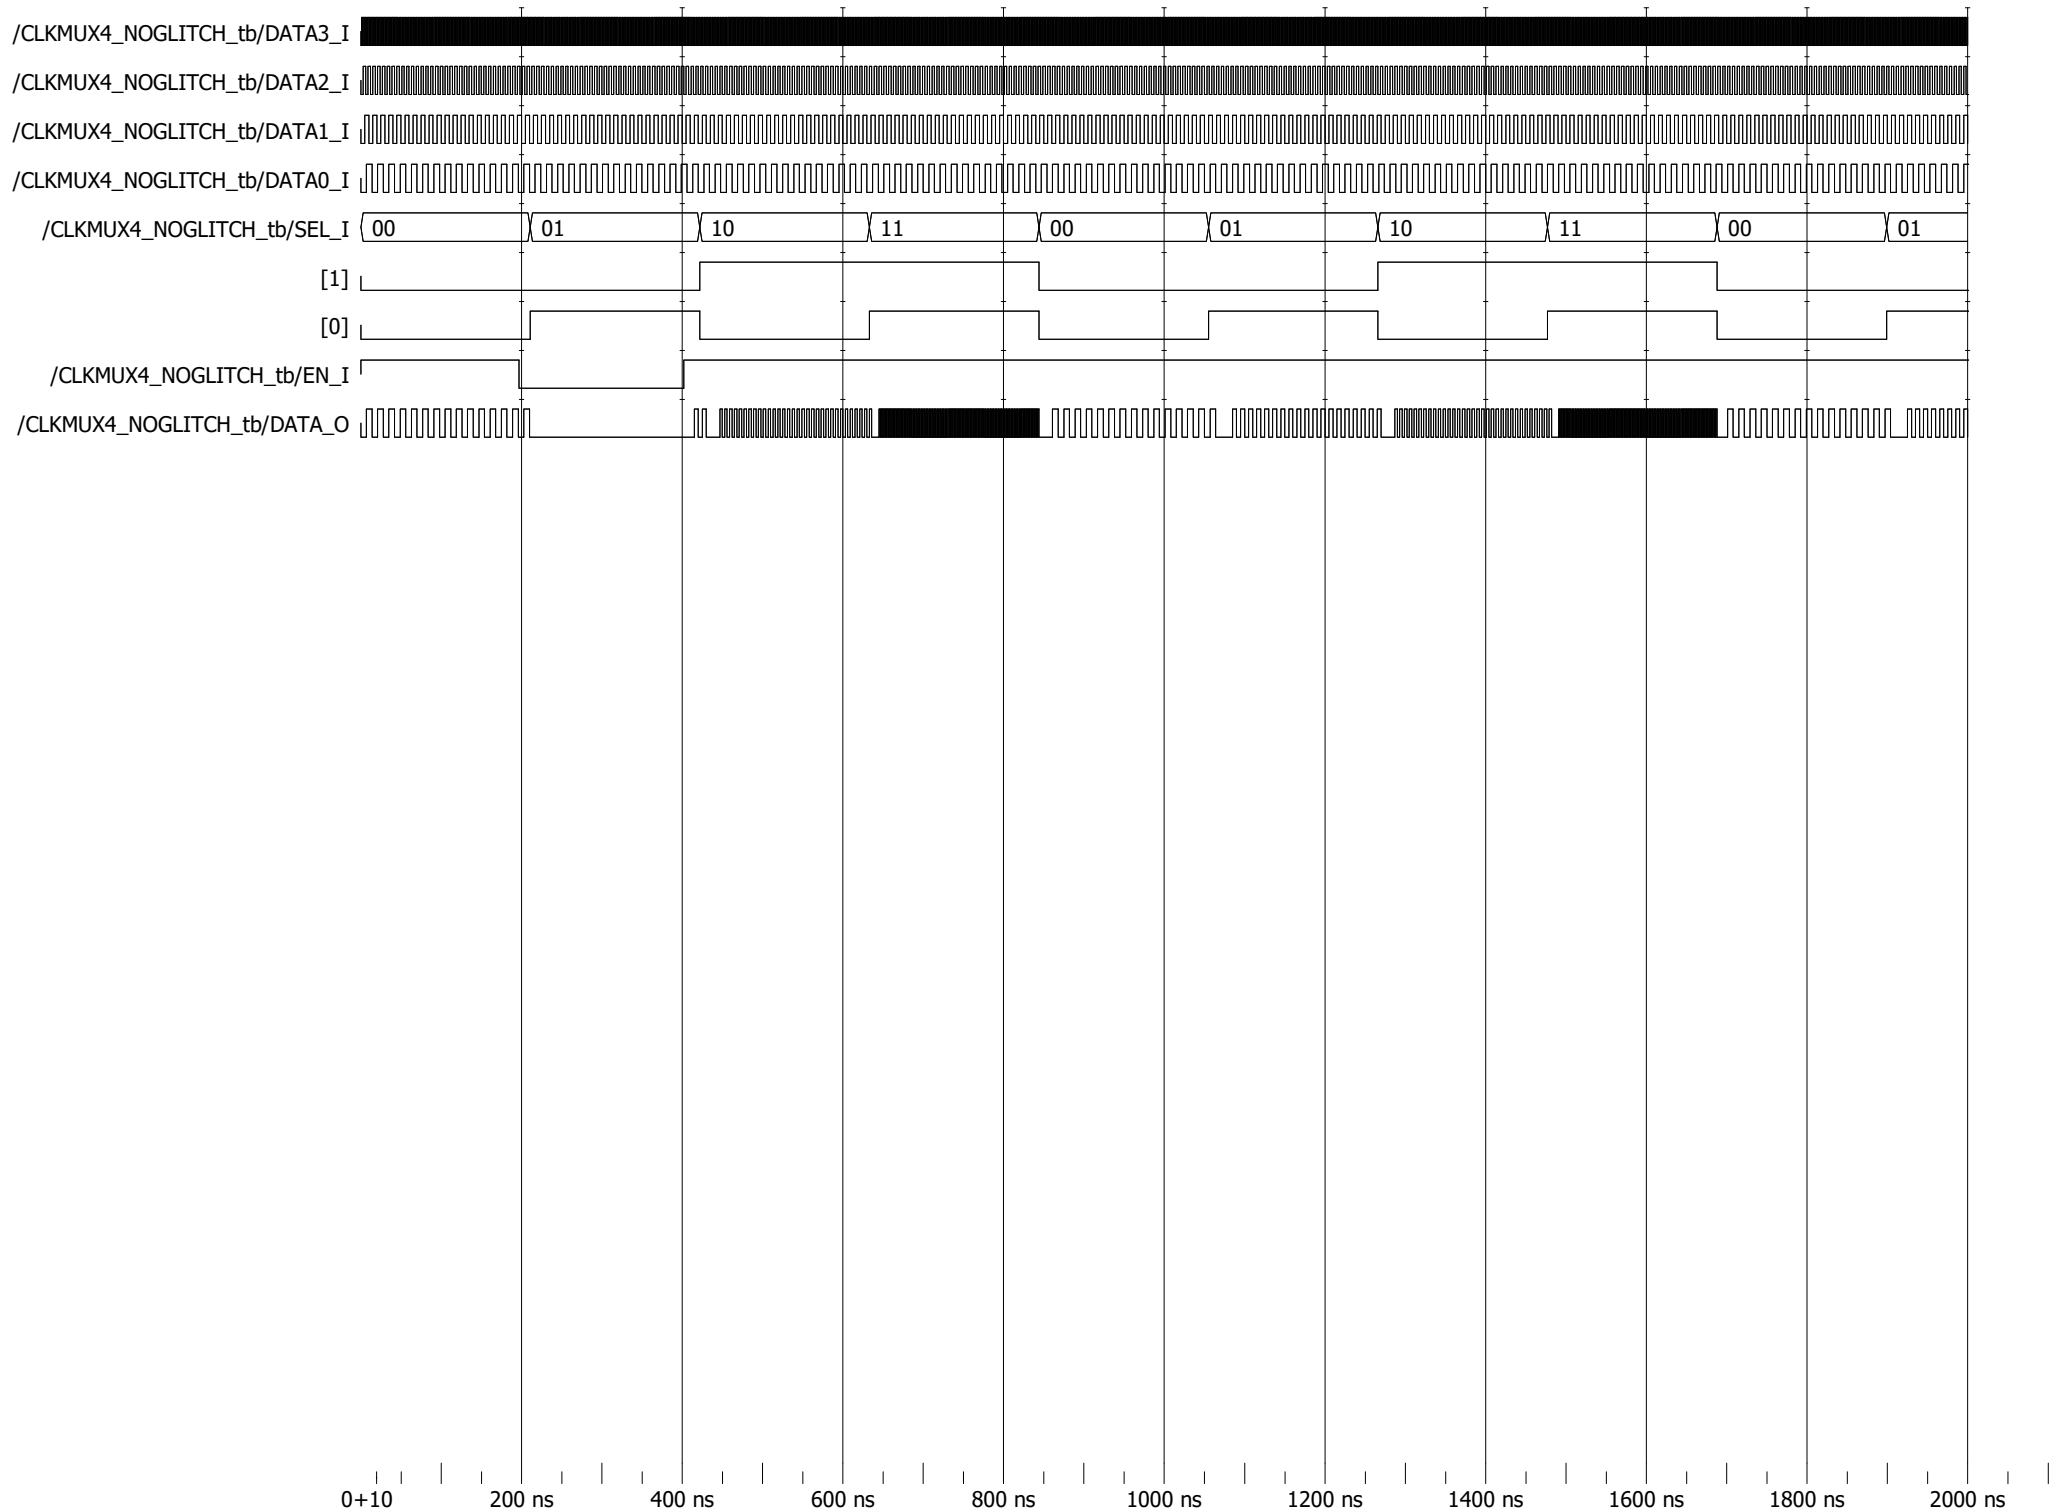 /CLKMUX4_NOGLITCH_tb/DATA3_I
/CLKMUX4_NOGLITCH_tb/DATA2_I
/CLKMUX4_NOGLITCH_tb/DATA1_I
/CLKMUX4_NOGLITCH_tb/DATA0_I
/CLKMUX4_NOGLITCH_tb/SEL_I 00 01 10 11 00 01 10 11 00 01
[1]
[0]
/CLKMUX4_NOGLITCH_tb/EN_I
/CLKMUX4_NOGLITCH_tb/DATA_O
0+10 200 ns 400 ns 600 ns 800 ns 1000 ns 1200 ns 1400 ns 1600 ns 1800 ns 2000 ns